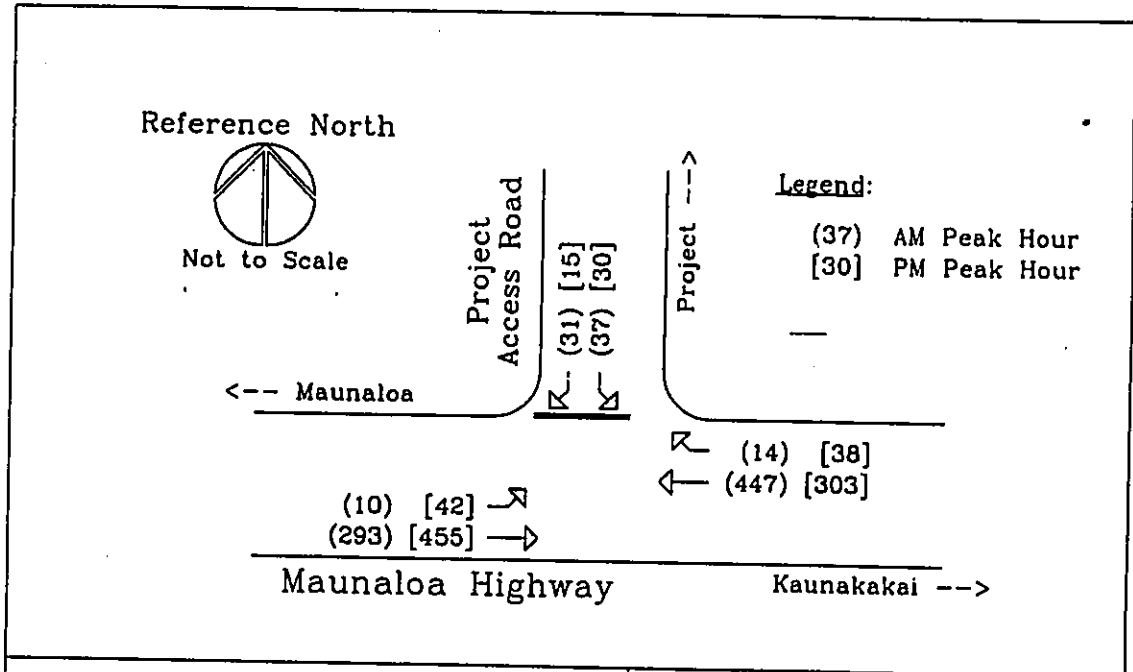 Reference North
Not to Scale
Project
Access Road
(31) [15]
(37) [30]
Project -->
Legend:
(37) AM Peak Hour
[30] PM Peak Hour
<-- Maunaloa
(14) [38]
(447) [303]
(10) [42]
(293) [455]
Maunaloa Highway
Kaunakakai -->